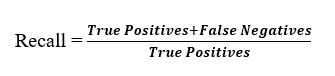 Recall = True Positives+False Negatives / True Positives